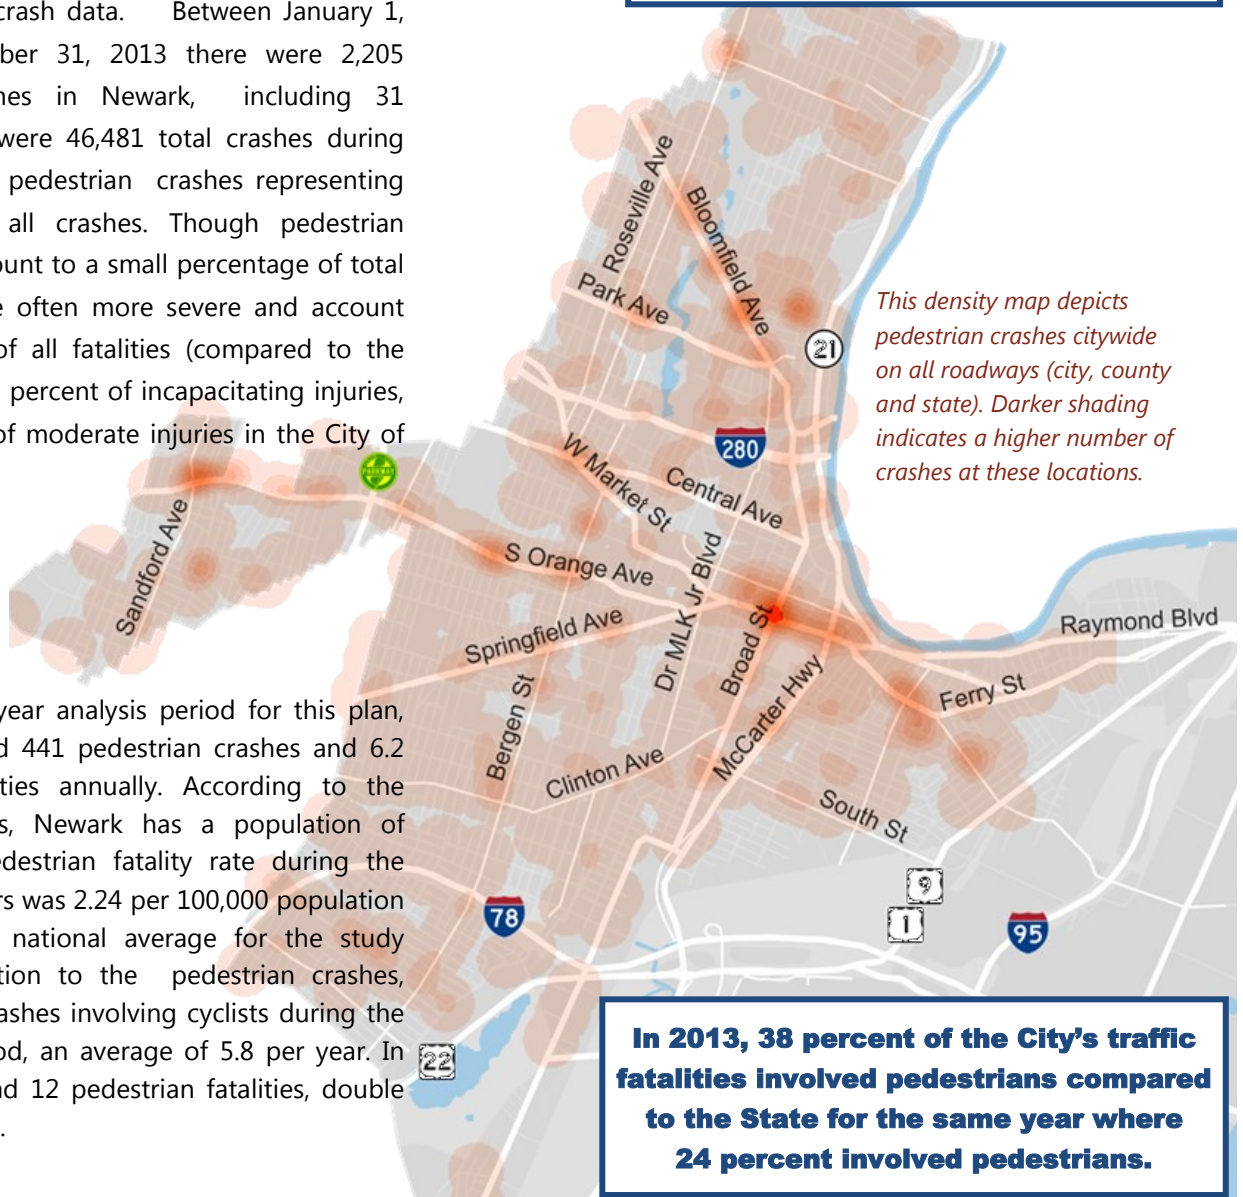 crash data. Between January 1,
ber 31, 2013 there were 2,205
nes in Newark, including 31
were 46,481 total crashes during
pedestrian crashes representing
all crashes. Though pedestrian
ount to a small percentage of total
e often more severe and account
of all fatalities (compared to the
percent of incapacitating injuries,
of moderate injuries in the City of
year analysis period for this plan,
d 441 pedestrian crashes and 6.2
ties annually. According to the
s, Newark has a population of
edestrian fatality rate during the
rs was 2.24 per 100,000 population
national average for the study
tion to the pedestrian crashes,
ashes involving cyclists during the
od, an average of 5.8 per year. In
nd 12 pedestrian fatalities, double
.
Roseville Ave
Bloomfield Ave
Park Ave
21
280
W Market St
Central Ave
PARKWAY
Sandford Ave
S Orange Ave
Springfield Ave
Dr MLK Jr Blvd
Broad St
McCarter Hwy
Raymond Blvd
Ferry St
Bergen St
Clinton Ave
South St
78
9
1
95
22
This density map depicts
pedestrian crashes citywide
on all roadways (city, county
and state). Darker shading
indicates a higher number of
crashes at these locations.
In 2013, 38 percent of the City's traffic
fatalities involved pedestrians compared
to the State for the same year where
24 percent involved pedestrians.